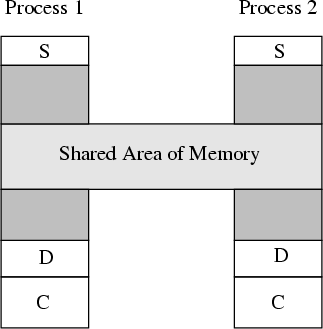 Process 1
Process 2
S
S
Shared Area of Memory
D
D
C
C